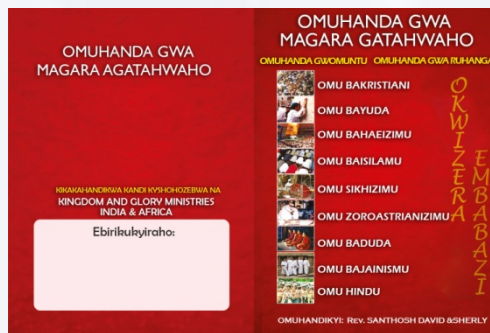 OMUHANDA GWA
MAGARA AGATAHWAHO
KIKAKAHANDIIKWA KANDI KYSHOHOZEBWA NA
KINGDOM AND GLORY MINISTRIES
INDIA & AFRICA
Ebirikukyiraho:
OMUHANDA GWA
MAGARA GATAHWAHO
OMUHANDA GWOMUNTU OMUHANDA GWA RUHANGA
OMU BAKRISTIANI
OMU BAYUDA
OMU BAHAEIZIMU
OMU BAISILAMU
OMU SIKHIZIMU
OMU ZOROASTRIANIZIMU
OMU BADUDA
OMU BAJAINISMU
OMU HINDU
OKWIZERA
EMBABAZI
OMUHANDIKYI: Rev. SANTHOSH DAVID &SHERLY